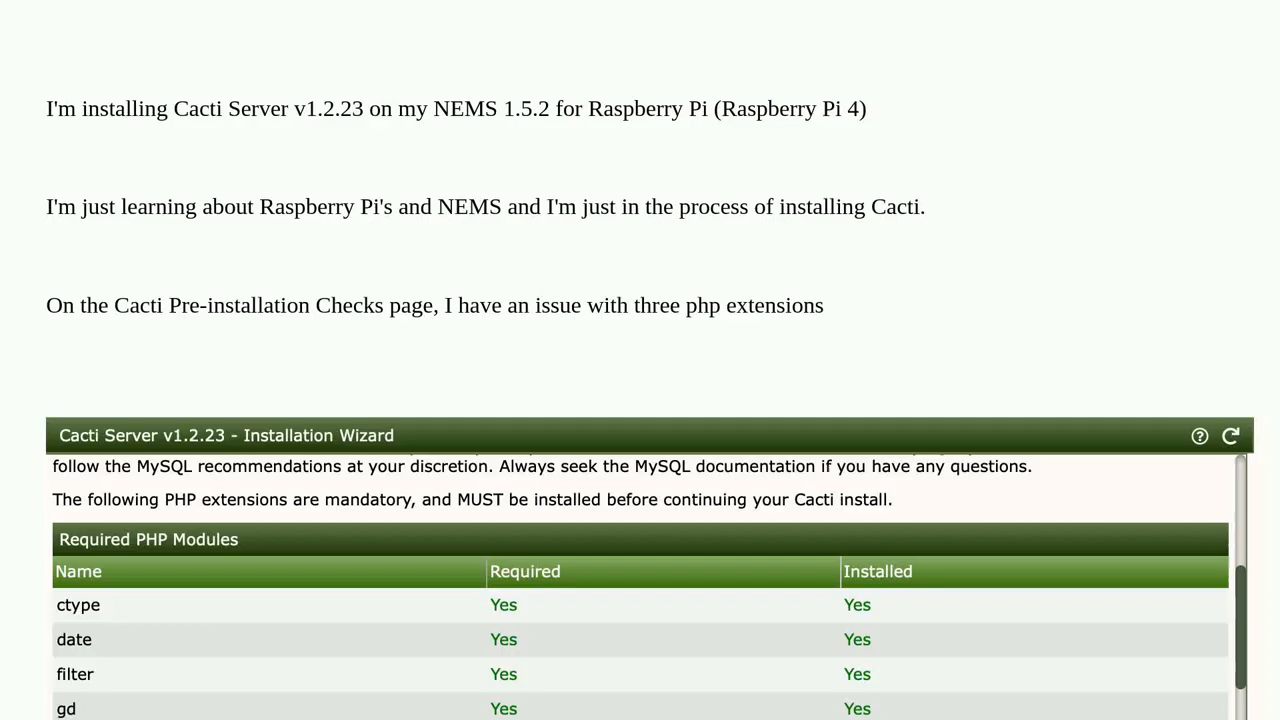 I'm installing Cacti Server v1.2.23 on my NEMS 1.5.2 for Raspberry Pi (Raspberry Pi 4)
I'm just learning about Raspberry Pi's and NEMS and I'm just in the process of installing Cacti.
On the Cacti Pre-installation Checks page, I have an issue with three php extensions
Cacti Server v1.2.23 - Installation Wizard
follow the MySQL recommendations at your discretion. Always seek the MySQL documentation if you have any questions.
The following PHP extensions are mandatory, and MUST be installed before continuing your Cacti install.
Required PHP Modules
Name Required Installed
ctype Yes Yes
date Yes Yes
filter Yes Yes
gd Yes Yes